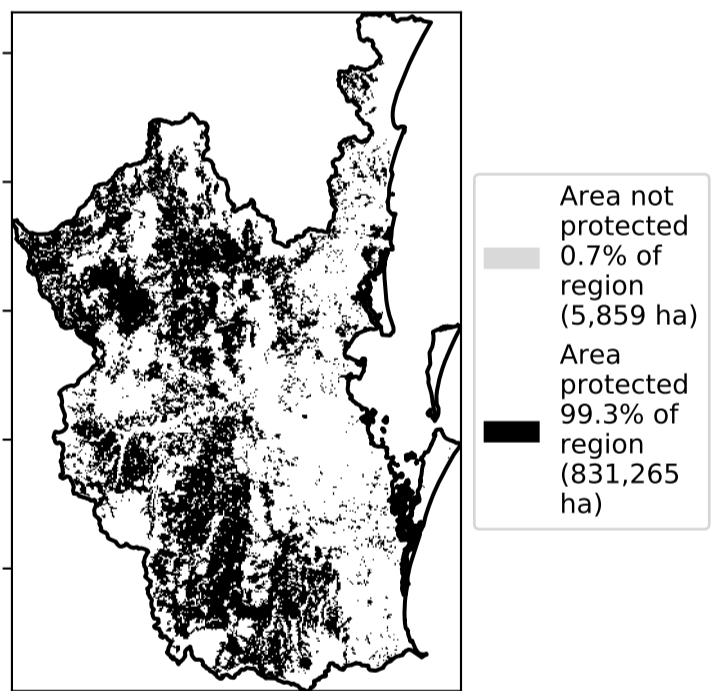 Area not
protected
0.7% of
region
(5,859 ha)
Area
protected
99.3% of
region
(831,265
ha)